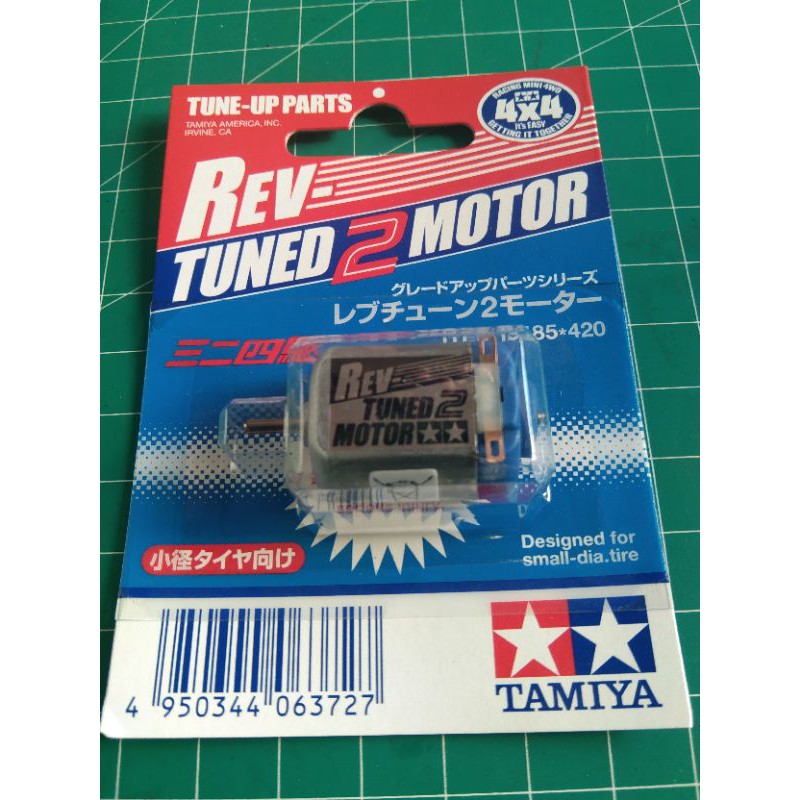 TUNE-UP PARTS
TAMIYA AMERICA, INC.
IRVINE, CA
RACING MINI 4WD
4x4
It's EASY
GETTING IT TOGETHER
REV-
TUNED 2 MOTOR
グレードアップパーツシリーズ
レブチューン2モーター
85*420
ミニ四駆
REV-
TUNED 2
MOTOR
小径タイヤ向け
Designed for
small-dia.tire
4 950344 063727
TAMIYA